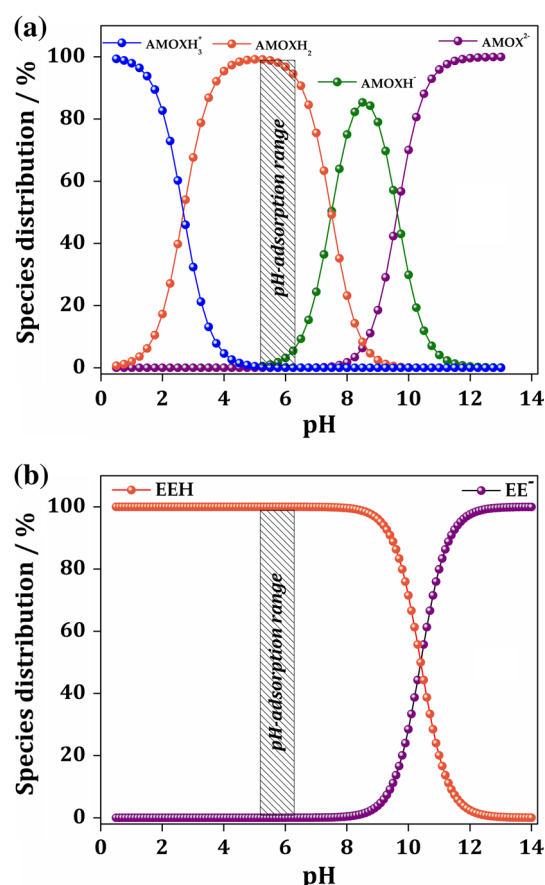 (a)
AMOXH₃⁺ AMOXH₂ AMOX²⁻
AMOXH⁻
Species distribution / %
100
80
60
40
20
0
pH-adsorption range
0 2 4 6 8 10 12 14
pH
(b)
EEH EE⁻
Species distribution / %
100
80
60
40
20
0
pH-adsorption range
0 2 4 6 8 10 12 14
pH